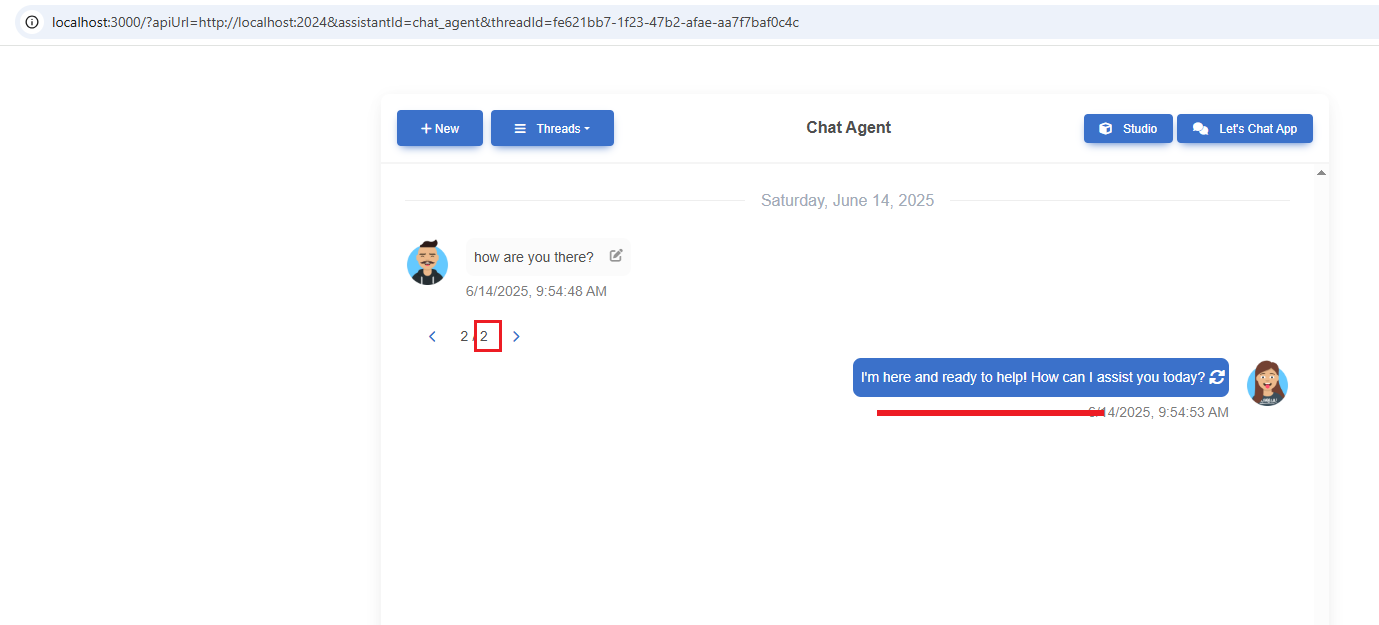 localhost:3000/?apiUrl=http://localhost:2024&assistantId=chat_agent&threadId=fe621bb7-1f23-47b2-afae-aa7f7baf0c4c
+ New Threads Chat Agent Studio Let's Chat App
Saturday, June 14, 2025
how are you there?
6/14/2025, 9:54:48 AM
< 2 / 2 >
I'm here and ready to help! How can I assist you today?
6/14/2025, 9:54:53 AM